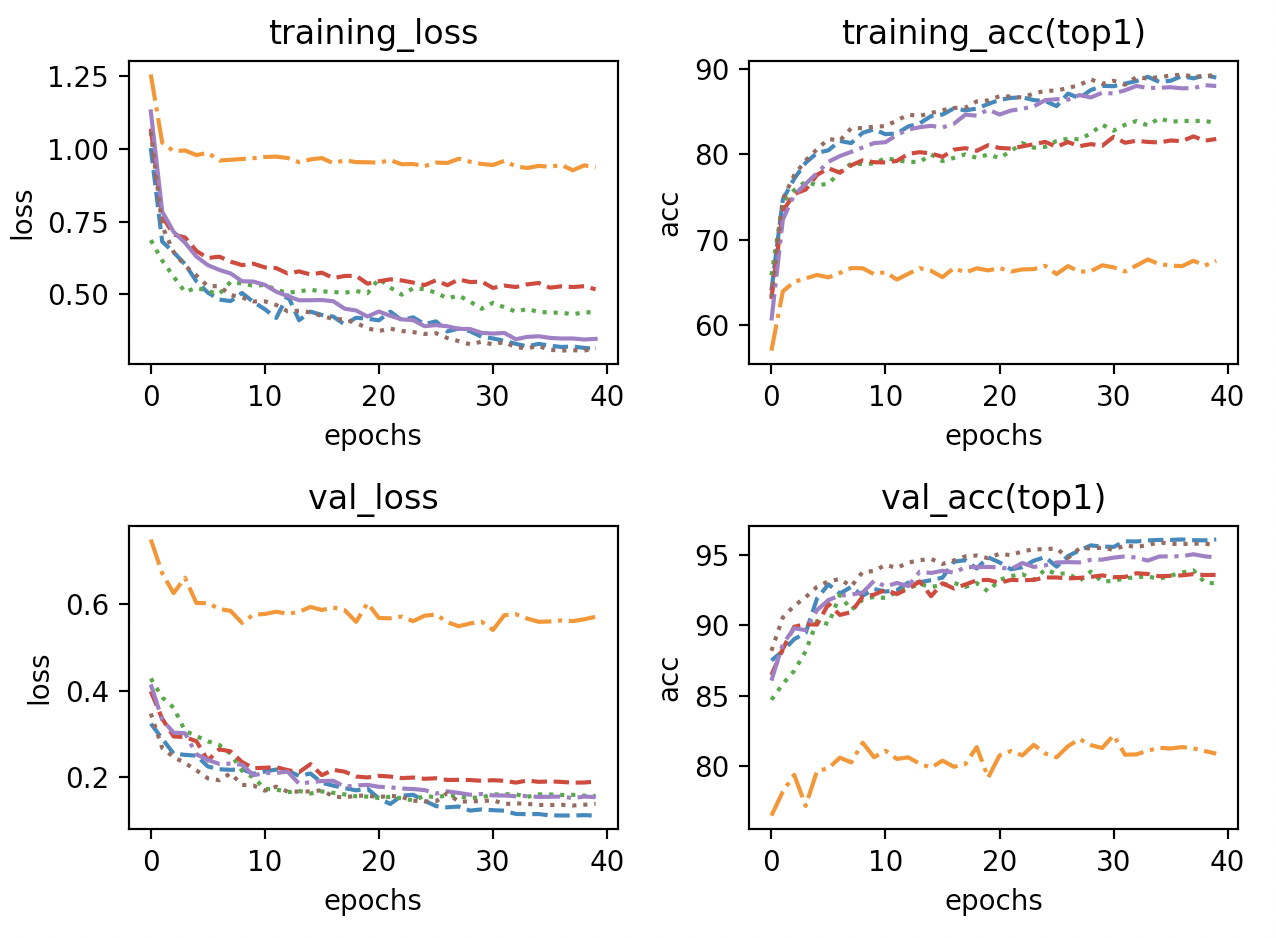 training_loss
1.25
1.00
0.75
0.50
loss
0 10 20 30 40
epochs
training_acc(top1)
90
80
70
60
acc
0 10 20 30 40
epochs
val_loss
0.6
0.4
0.2
loss
0 10 20 30 40
epochs
val_acc(top1)
95
90
85
80
acc
0 10 20 30 40
epochs